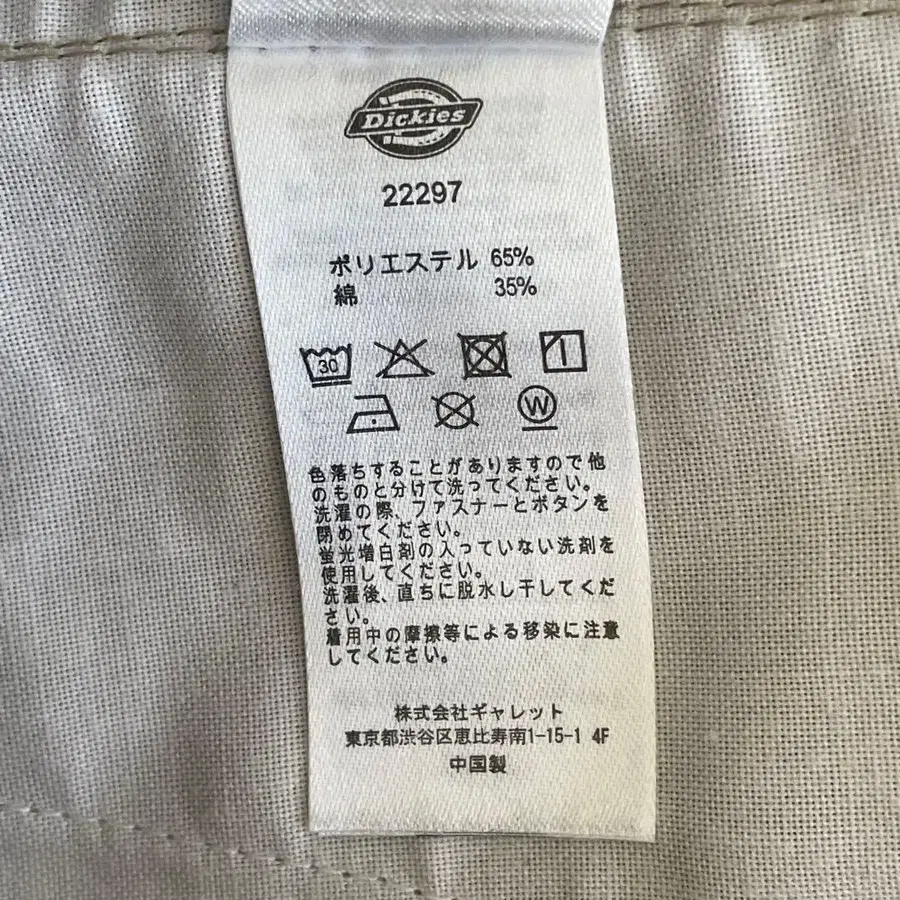 Dickies
22297
ポリエステル 65%
綿 35%
30
W
色落ちすることがありますので他
のものと分けて洗ってください。
洗濯の際、ファスナーとボタンを
閉めてください。
蛍光増白剤の入っていない洗剤を
使用してください。
洗濯後、直ちに脱水し干してくだ
さい。
着用中の摩擦等による移染に注意
してください。
株式会社ギャレット
東京都渋谷区恵比寿南1-15-1 4F
中国製